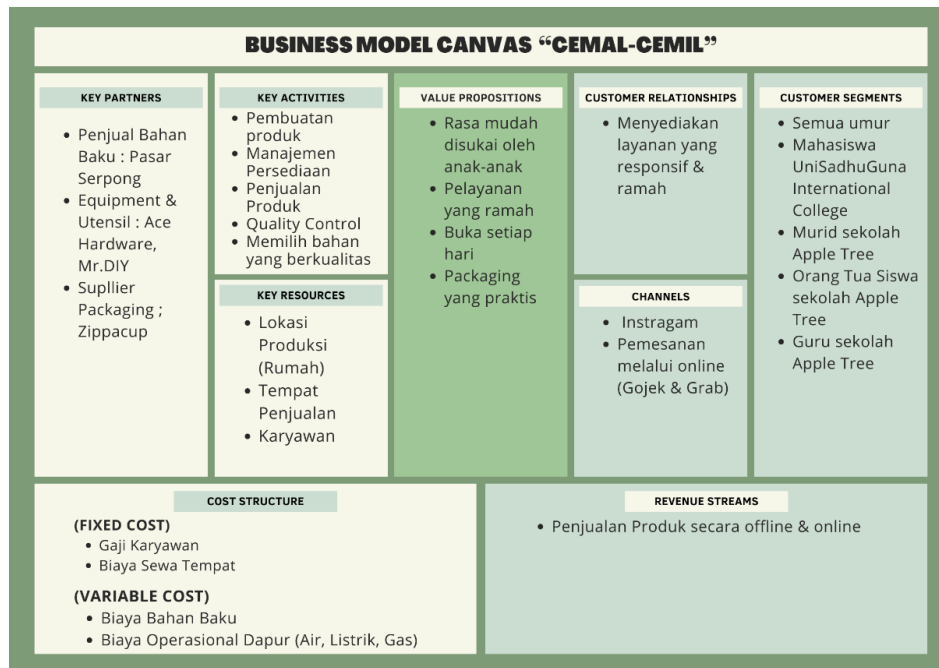 BUSINESS MODEL CANVAS “CEMAL-CEMIL”
KEY PARTNERS
• Penjual Bahan
Baku : Pasar
Serpong
• Equipment &
Utensil : Ace
Hardware,
Mr.DIY
• Supllier
Packaging ;
Zippacup
KEY ACTIVITIES
• Pembuatan
produk
• Manajemen
Persediaan
• Penjualan
Produk
• Quality Control
• Memilih bahan
yang berkualitas
KEY RESOURCES
• Lokasi
Produksi
(Rumah)
• Tempat
Penjualan
• Karyawan
VALUE PROPOSITIONS
• Rasa mudah
disukai oleh
anak-anak
• Pelayanan
yang ramah
• Buka setiap
hari
• Packaging
yang praktis
CUSTOMER RELATIONSHIPS
• Menyediakan
layanan yang
responsif &
ramah
CHANNELS
• Instragam
• Pemesanan
melalui online
(Gojek & Grab)
CUSTOMER SEGMENTS
• Semua umur
• Mahasiswa
UniSadhuGuna
International
College
• Murid sekolah
Apple Tree
• Orang Tua Siswa
sekolah Apple
Tree
• Guru sekolah
Apple Tree
COST STRUCTURE
(FIXED COST)
• Gaji Karyawan
• Biaya Sewa Tempat
(VARIABLE COST)
• Biaya Bahan Baku
• Biaya Operasional Dapur (Air, Listrik, Gas)
REVENUE STREAMS
• Penjualan Produk secara offline & online